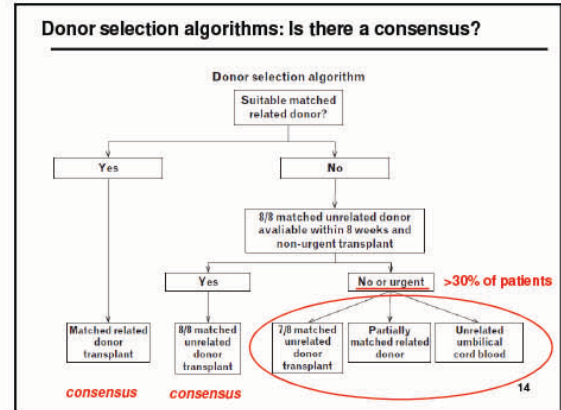 Donor selection algorithms: Is there a consensus?
Donor selection algorithm
Suitable matched
related donor?
Yes
No
8/8 matched unrelated donor
avaliable within 8 weeks and
non-urgent transplant
Yes
No or urgent
>30% of patients
Matched related
donor
transplant
8/8 matched
unrelated
donor
transplant
7/8 matched
unrelated
donor
transplant
Partially
matched related
donor
Unrelated
umbilical
cord blood
consensus
consensus
14